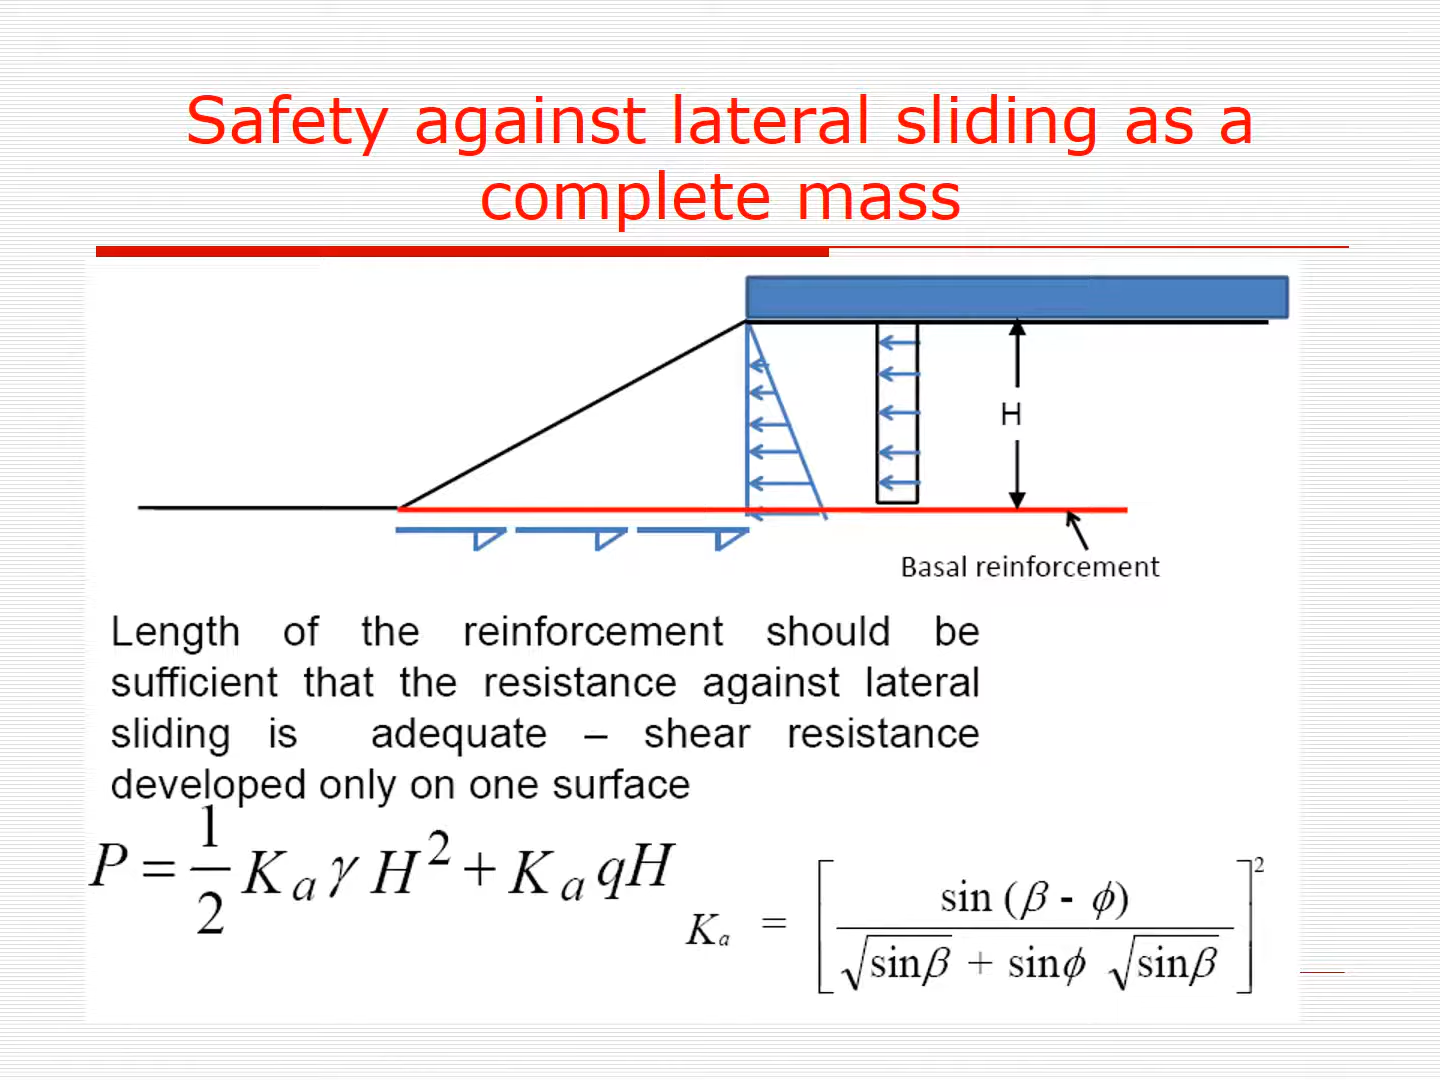 Safety against lateral sliding as a
complete mass
H
Basal reinforcement
Length of the reinforcement should be
sufficient that the resistance against lateral
sliding is adequate – shear resistance
developed only on one surface
P = 1/2 K_a γ H² + K_a qH
K_a = [ sin (β - ϕ) / (√sinβ + sinϕ √sinβ) ]²